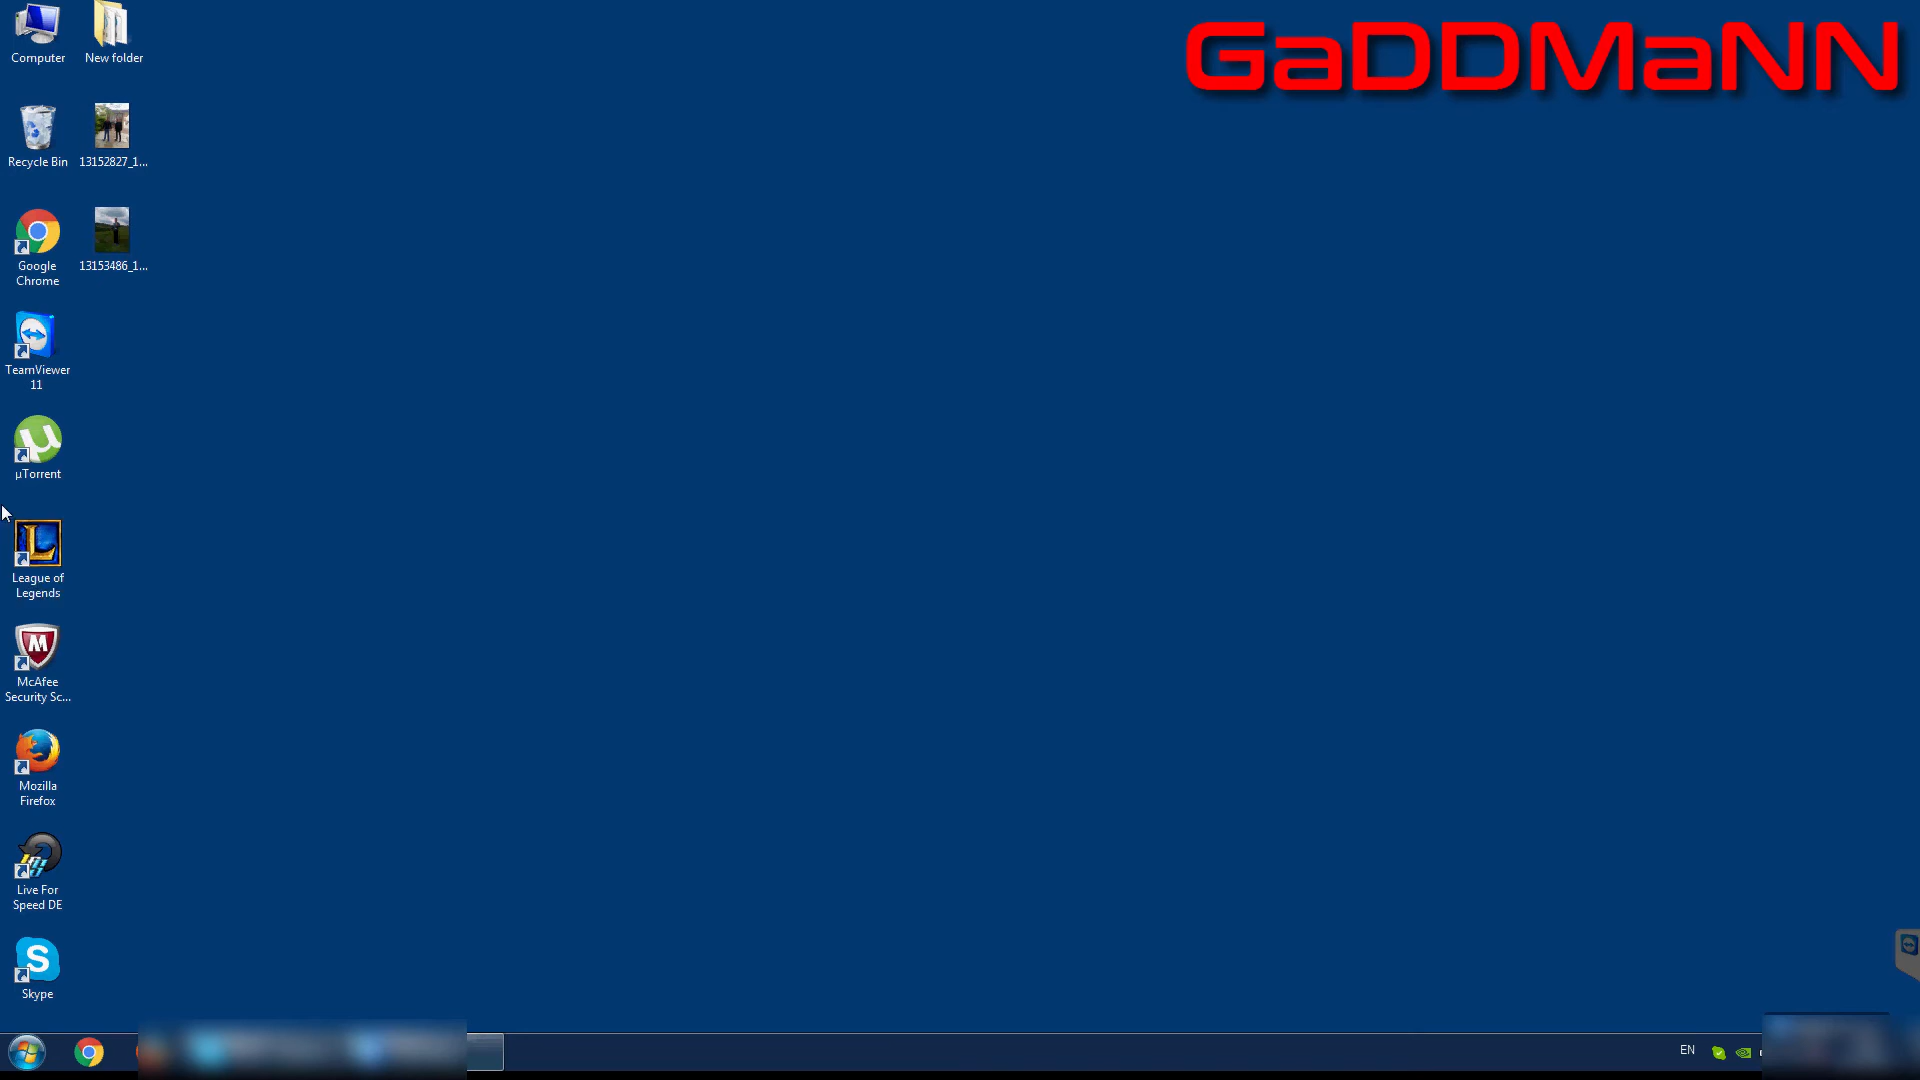 GaDDMaNN
Computer
New folder
Recycle Bin
13152827_1...
Google
Chrome
13153486_1...
TeamViewer
11
µTorrent
League of
Legends
McAfee
Security Sc...
Mozilla
Firefox
Live For
Speed DE
Skype
EN